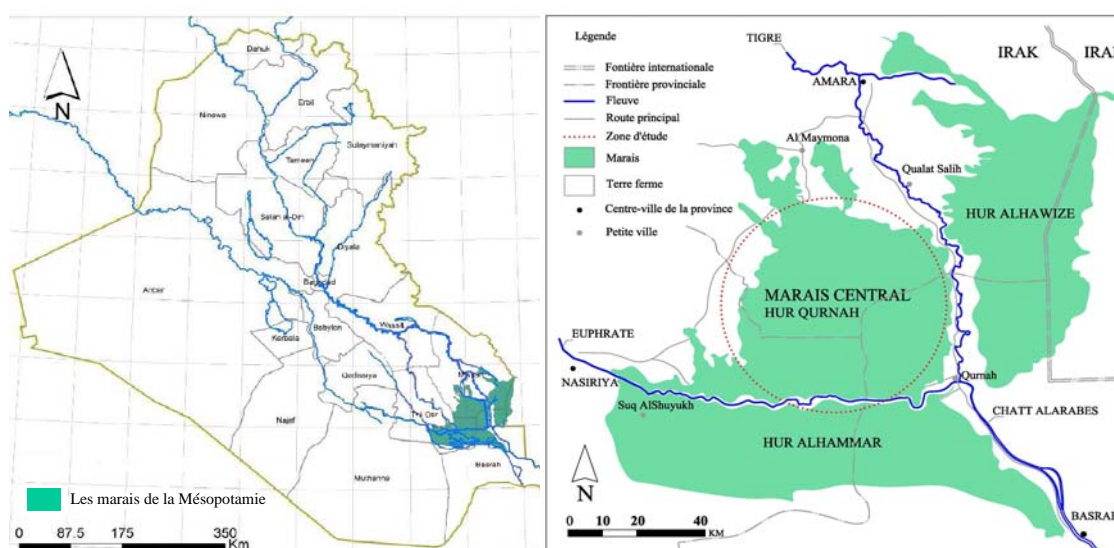 Dahuk
Erbil
Ninewa
Sulaymaniyah
Tameen
Salah al-Din
Diyala
Anbar
Baghdad
Wassit
Babylon
Kerbala
Qadissiya
Thi Qar
Najaf
Muthanna
Basrah
N
Les marais de la Mésopotamie
0 87.5 175 350
Km
Légende
Fontière internationale
Frontière provinciale
Fleuve
Route principal
Zone d'étude
Marais
Terre ferme
Centre-ville de la province
Petite ville
TIGRE
IRAK
AMARA
Al Maymona
Qualat Salih
HUR ALHAWIZE
MARAIS CENTRAL
HUR QURNAH
EUPHRATE
NASIRIYA
Qurnah
Suq AlShuyukh
CHATT ALARABES
HUR ALHAMMAR
N
BASRAH
0 10 20 40
KM